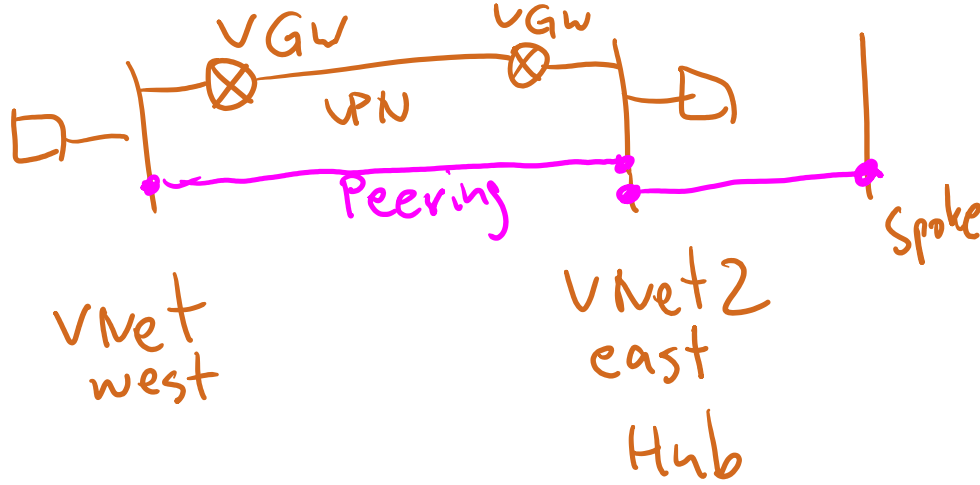 VGW
VGW
VPN
Peering
Spoke
VNet
west
VNet2
east
Hub